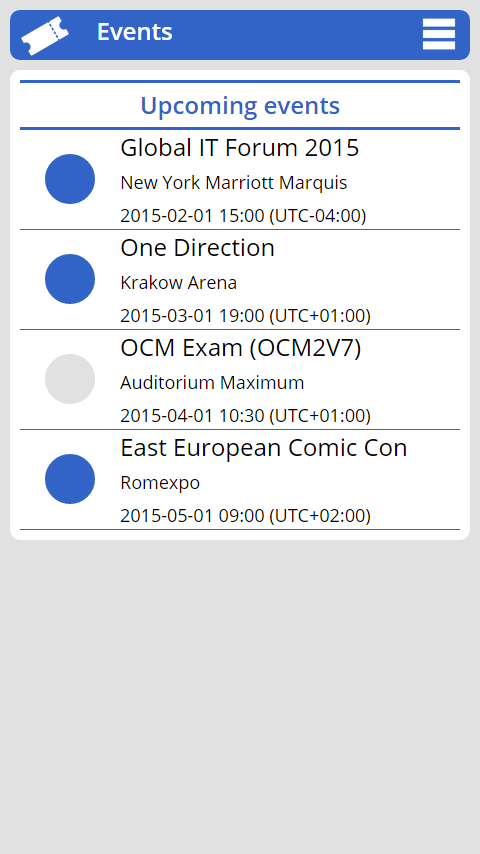 Events
Upcoming events
Global IT Forum 2015
New York Marriott Marquis
2015-02-01 15:00 (UTC-04:00)
One Direction
Krakow Arena
2015-03-01 19:00 (UTC+01:00)
OCM Exam (OCM2V7)
Auditorium Maximum
2015-04-01 10:30 (UTC+01:00)
East European Comic Con
Romexpo
2015-05-01 09:00 (UTC+02:00)